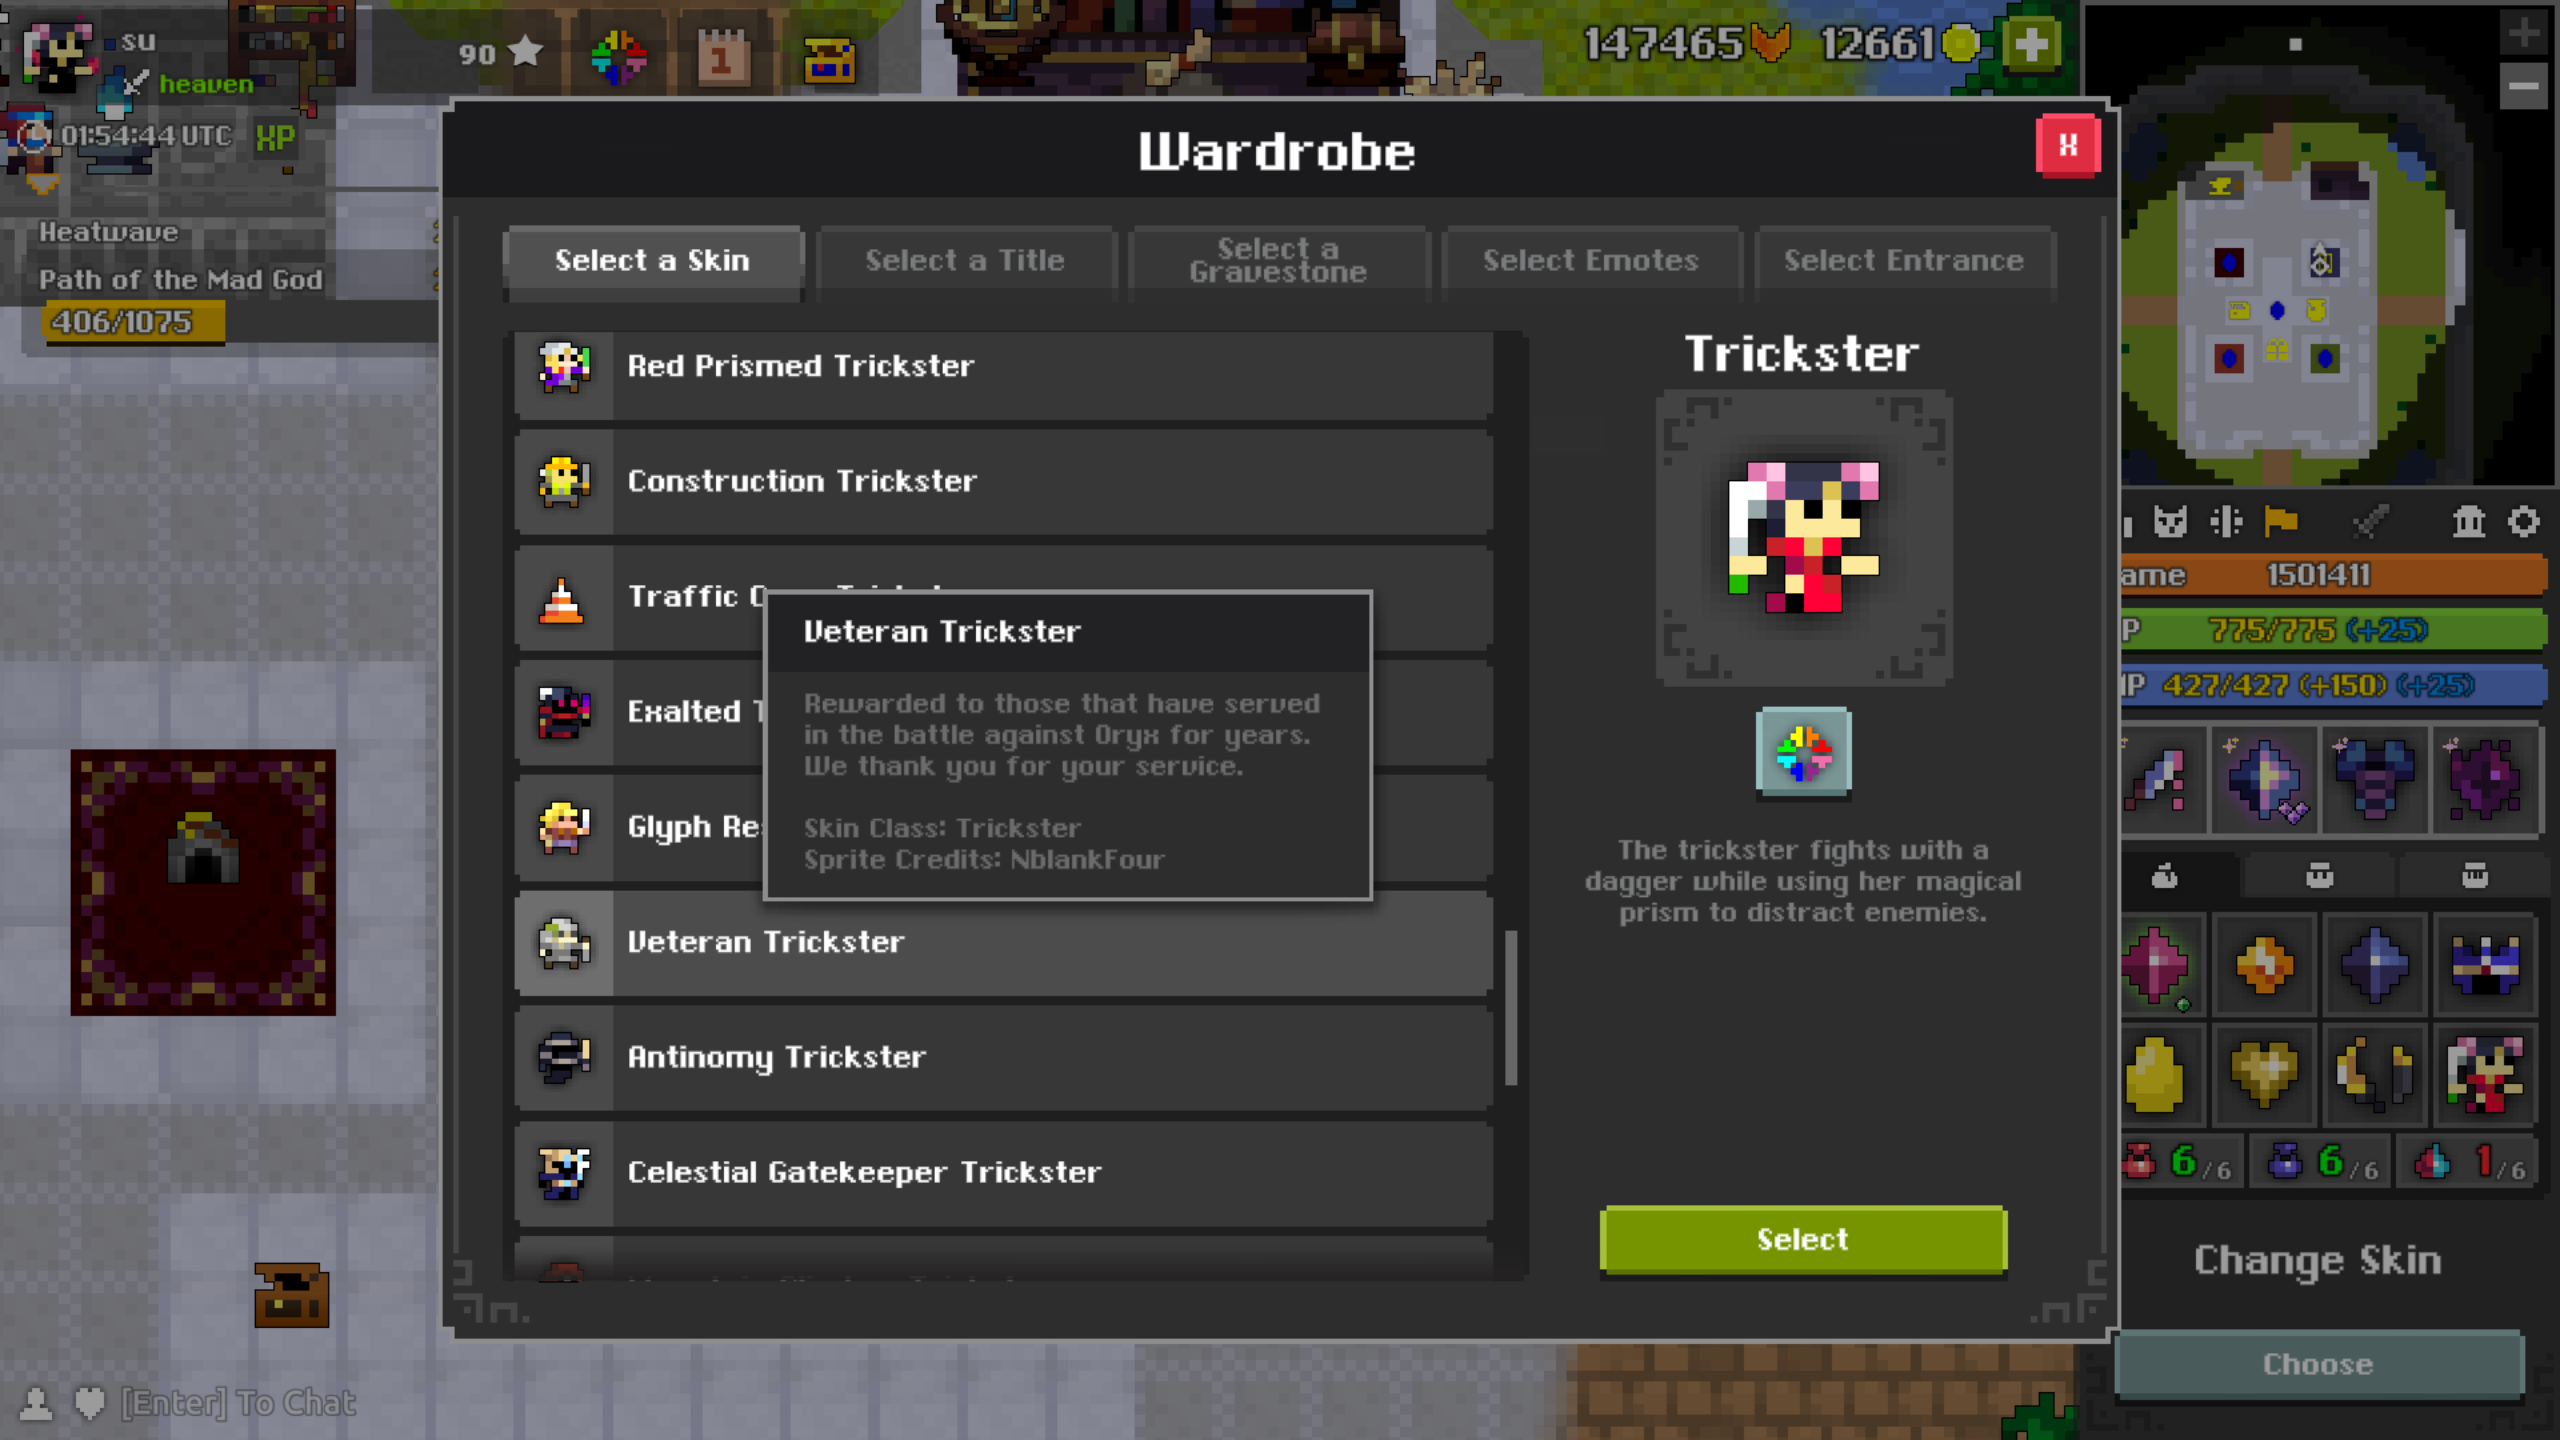 su
90
147465
12661
heaven
01:54:44 UTC
XP
1
Wardrobe
X
Heatwave
Path of the Mad God
406/1075
Select a Skin
Select a Title
Select a
Gravestone
Select Emotes
Select Entrance
Red Prismed Trickster
Construction Trickster
Traffic
Exalted
Glyph
Veteran Trickster
Rewarded to those that have served
in the battle against Oryx for years.
We thank you for your service.
Skin Class: Trickster
Sprite Credits: NblankFour
Veteran Trickster
Antinomy Trickster
Celestial Gatekeeper Trickster
Trickster
The trickster fights with a
dagger while using her magical
prism to distract enemies.
Select
ame 1501411
P 775/775 (+25)
MP 427/427 (+150) (+25)
6/6
6/6
1/6
Change Skin
Choose
[Enter] To Chat